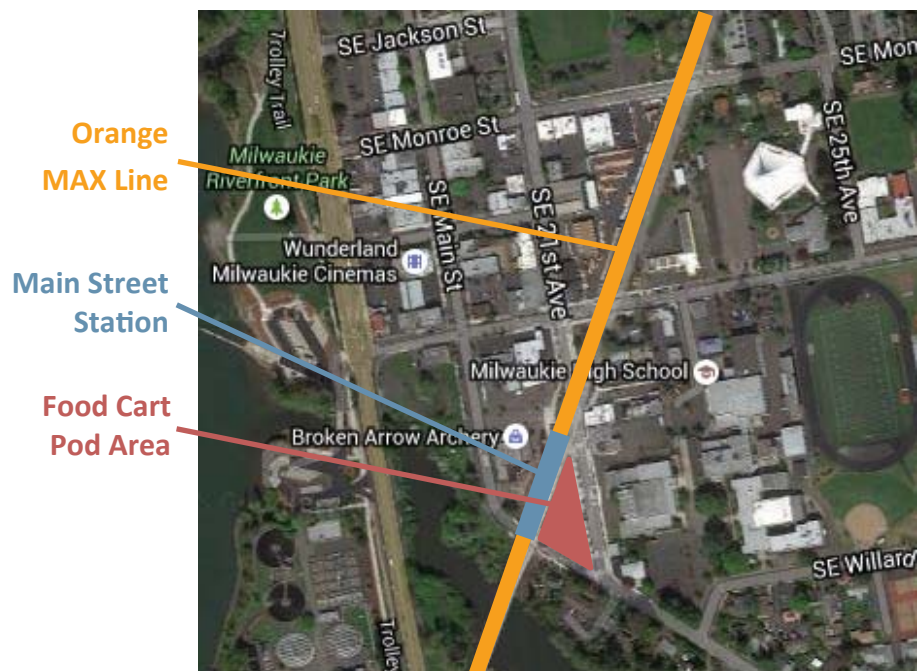 Orange
MAX Line
Main Street
Station
Food Cart
Pod Area
Trolley Trail
SE Jackson St
SE Mon
SE Monroe St
SE 25th Ave
Milwaukie
Riverfront Park
SE Main St
SE 21st Ave
Wunderland
Milwaukie Cinemas
Milwaukie High School
Broken Arrow Archery
SE Willard
Trolley